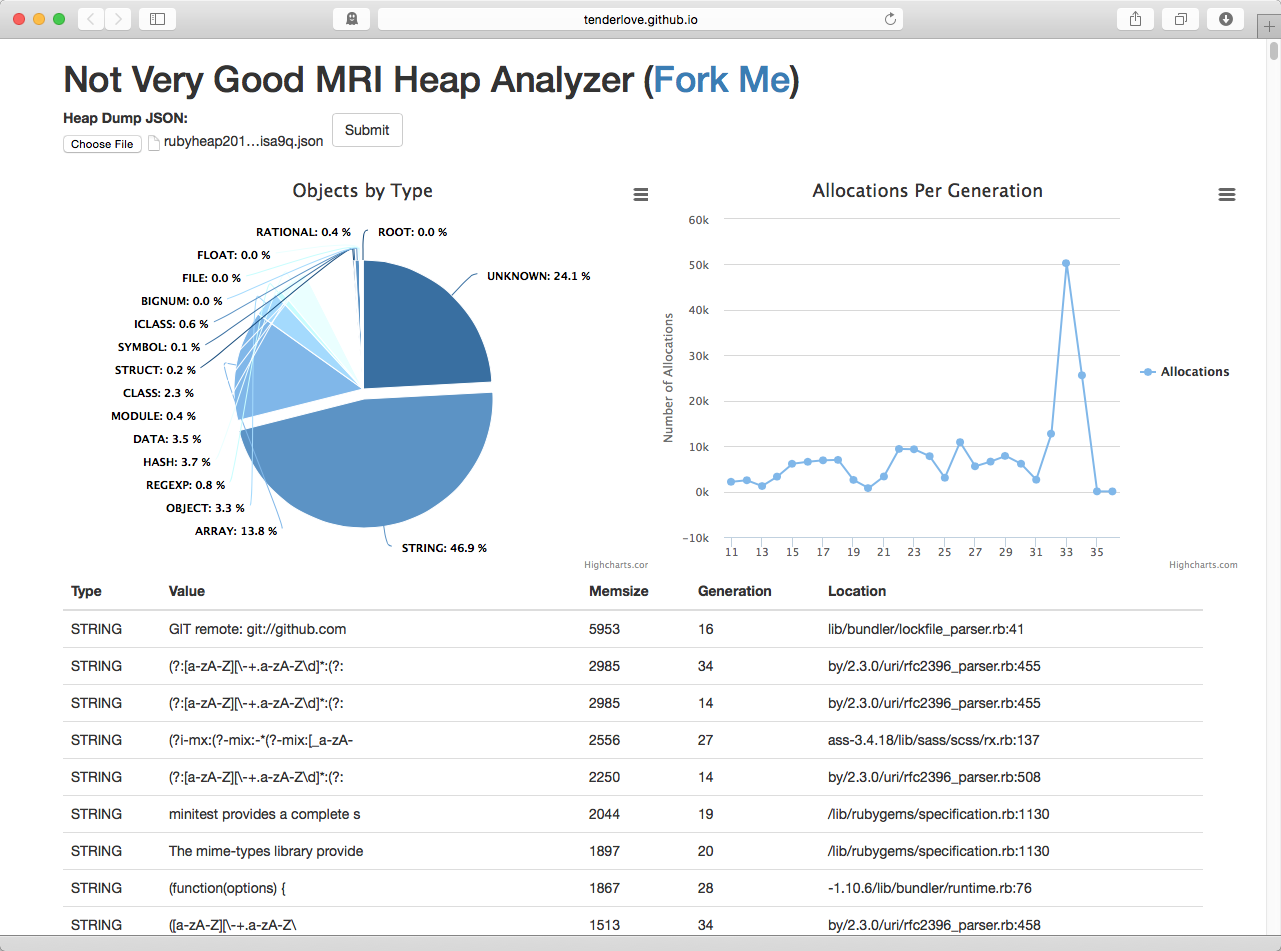 tenderlove.github.io
Not Very Good MRI Heap Analyzer (Fork Me)
Heap Dump JSON:
Choose File rubyheap201...isa9q.json Submit
Objects by Type
RATIONAL: 0.4 % ROOT: 0.0 %
FLOAT: 0.0 %
FILE: 0.0 % UNKNOWN: 24.1 %
BIGNUM: 0.0 %
ICLASS: 0.6 %
SYMBOL: 0.1 %
STRUCT: 0.2 %
CLASS: 2.3 %
MODULE: 0.4 %
DATA: 3.5 %
HASH: 3.7 %
REGEXP: 0.8 %
OBJECT: 3.3 %
ARRAY: 13.8 %
STRING: 46.9 %
Highcharts.cor
Allocations Per Generation
Number of Allocations
60k
50k
40k
30k
20k
10k
0k
-10k
11 13 15 17 19 21 23 25 27 29 31 33 35
Allocations
Highcharts.com
Type Value Memsize Generation Location
STRING GIT remote: git://github.com 5953 16 lib/bundler/lockfile_parser.rb:41
STRING (?:[a-zA-Z][\-+.a-zA-Z\d]*:(?: 2985 34 by/2.3.0/uri/rfc2396_parser.rb:455
STRING (?:[a-zA-Z][\-+.a-zA-Z\d]*:(?: 2985 14 by/2.3.0/uri/rfc2396_parser.rb:455
STRING (?i-mx:(?-mix:-*(?-mix:[_a-zA- 2556 27 ass-3.4.18/lib/sass/scss/rx.rb:137
STRING (?:[a-zA-Z][\-+.a-zA-Z\d]*:(?: 2250 14 by/2.3.0/uri/rfc2396_parser.rb:508
STRING minitest provides a complete s 2044 19 /lib/rubygems/specification.rb:1130
STRING The mime-types library provide 1897 20 /lib/rubygems/specification.rb:1130
STRING (function(options) { 1867 28 -1.10.6/lib/bundler/runtime.rb:76
STRING ([a-zA-Z][\-+.a-zA-Z\ 1513 34 by/2.3.0/uri/rfc2396_parser.rb:458